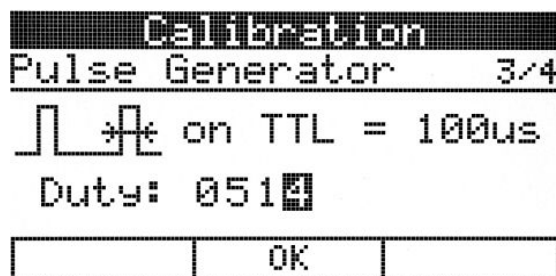 Calibration
Pulse Generator 3/4
on TTL = 100us
Duty: 0514
OK